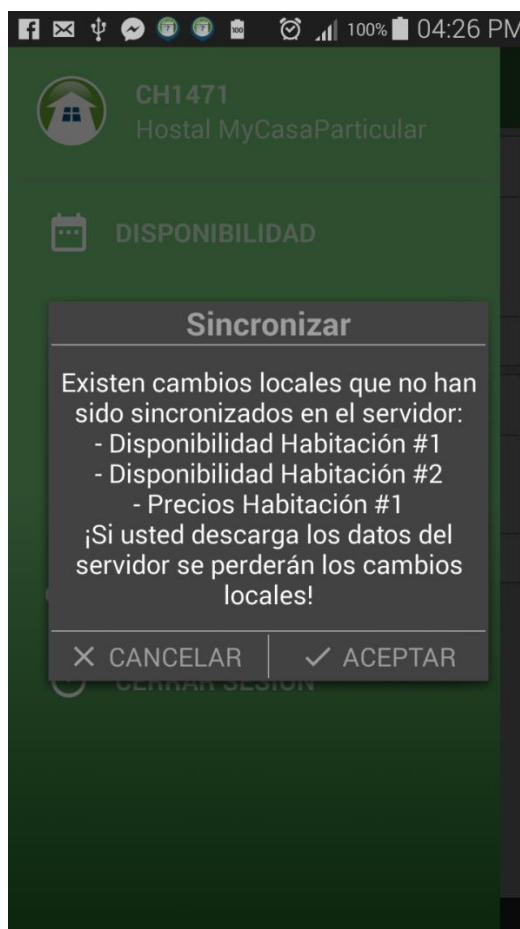 100% 04:26 PM
CH1471
Hostal MyCasaParticular
DISPONIBILIDAD
Sincronizar
Existen cambios locales que no han
sido sincronizados en el servidor:
- Disponibilidad Habitación #1
- Disponibilidad Habitación #2
- Precios Habitación #1
¡Si usted descarga los datos del
servidor se perderán los cambios
locales!
CANCELAR ACEPTAR
CERRAR SESIÓN